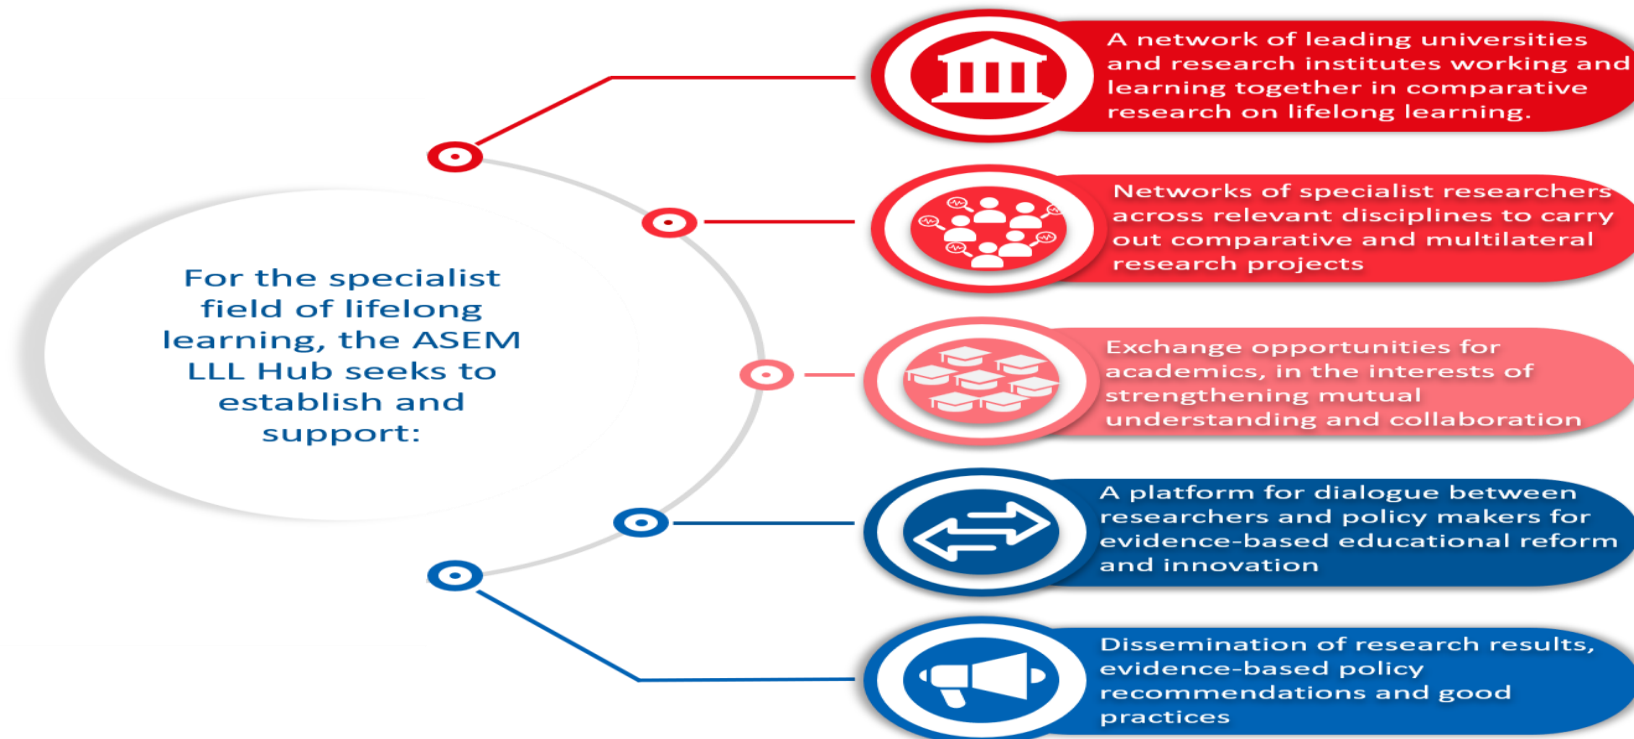 For the specialist
field of lifelong
learning, the ASEM
LLL Hub seeks to
establish and
support:
A network of leading universities
and research institutes working and
learning together in comparative
research on lifelong learning.
Networks of specialist researchers
across relevant disciplines to carry
out comparative and multilateral
research projects
Exchange opportunities for
academics, in the interests of
strengthening mutual
understanding and collaboration
A platform for dialogue between
researchers and policy makers for
evidence-based educational reform
and innovation
Dissemination of research results,
evidence-based policy
recommendations and good
practices